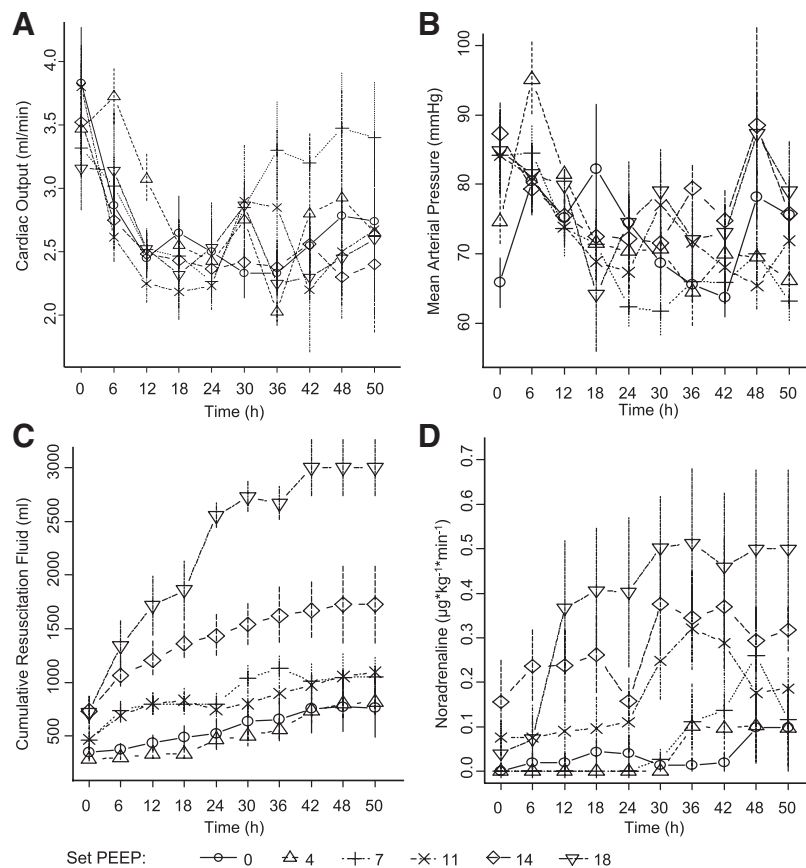 A
Cardiac Output (ml/min)
4.0
3.5
3.0
2.5
2.0
0 6 12 18 24 30 36 42 48 50
Time (h)
B
Mean Arterial Pressure (mmHg)
100
90
80
70
60
0 6 12 18 24 30 36 42 48 50
Time (h)
C
Cumulative Resuscitation Fluid (ml)
3000
2500
2000
1500
1000
500
0 6 12 18 24 30 36 42 48 50
Time (h)
D
Noradrenaline (µg*kg⁻¹*min⁻¹)
0.7
0.6
0.5
0.4
0.3
0.2
0.1
0.0
0 6 12 18 24 30 36 42 48 50
Time (h)
Set PEEP: 0 4 7 11 14 18